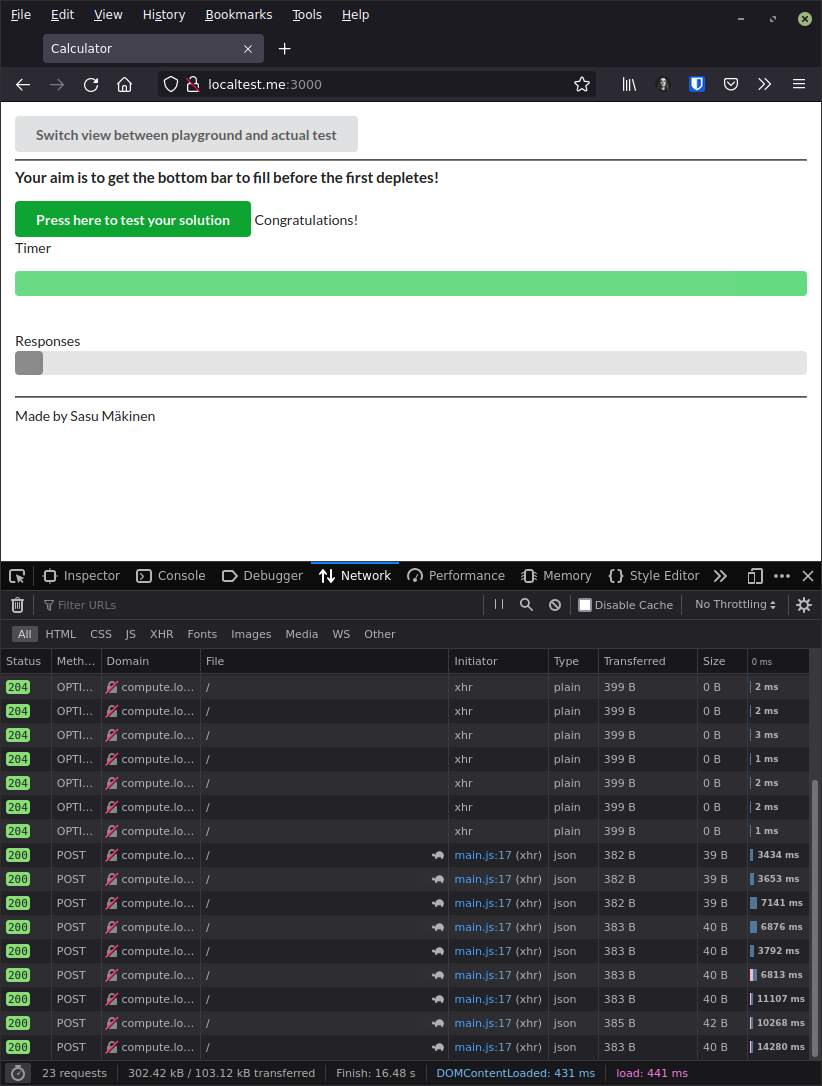 File Edit View History Bookmarks Tools Help
Calculator
localtest.me:3000
Switch view between playground and actual test
Your aim is to get the bottom bar to fill before the first depletes!
Press here to test your solution Congratulations!
Timer
Responses
Made by Sasu Mäkinen
Inspector Console Debugger Network Performance Memory Style Editor
Filter URLs Disable Cache No Throttling
All HTML CSS JS XHR Fonts Images Media WS Other
Status Meth… Domain File Initiator Type Transferred Size 0 ms
204 OPTI… compute.lo… / xhr plain 399 B 0 B 2 ms
204 OPTI… compute.lo… / xhr plain 399 B 0 B 2 ms
204 OPTI… compute.lo… / xhr plain 399 B 0 B 3 ms
204 OPTI… compute.lo… / xhr plain 399 B 0 B 1 ms
204 OPTI… compute.lo… / xhr plain 399 B 0 B 2 ms
204 OPTI… compute.lo… / xhr plain 399 B 0 B 2 ms
204 OPTI… compute.lo… / xhr plain 399 B 0 B 1 ms
200 POST compute.lo… / main.js:17 (xhr) json 382 B 39 B 3434 ms
200 POST compute.lo… / main.js:17 (xhr) json 382 B 39 B 3653 ms
200 POST compute.lo… / main.js:17 (xhr) json 382 B 39 B 7141 ms
200 POST compute.lo… / main.js:17 (xhr) json 383 B 40 B 6876 ms
200 POST compute.lo… / main.js:17 (xhr) json 383 B 40 B 3792 ms
200 POST compute.lo… / main.js:17 (xhr) json 383 B 40 B 6813 ms
200 POST compute.lo… / main.js:17 (xhr) json 383 B 40 B 11107 ms
200 POST compute.lo… / main.js:17 (xhr) json 385 B 42 B 10268 ms
200 POST compute.lo… / main.js:17 (xhr) json 383 B 40 B 14280 ms
23 requests 302.42 kB / 103.12 kB transferred Finish: 16.48 s DOMContentLoaded: 431 ms load: 441 ms